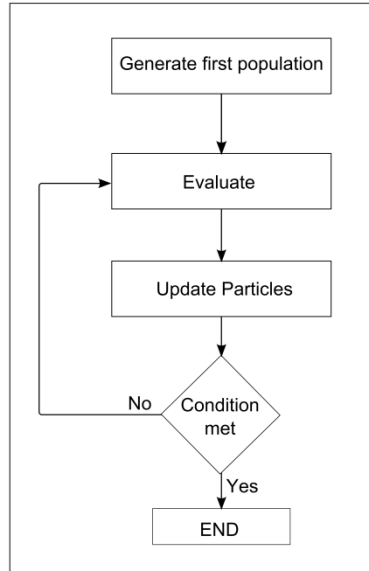 Generate first population
Evaluate
Update Particles
No
Condition
met
Yes
END